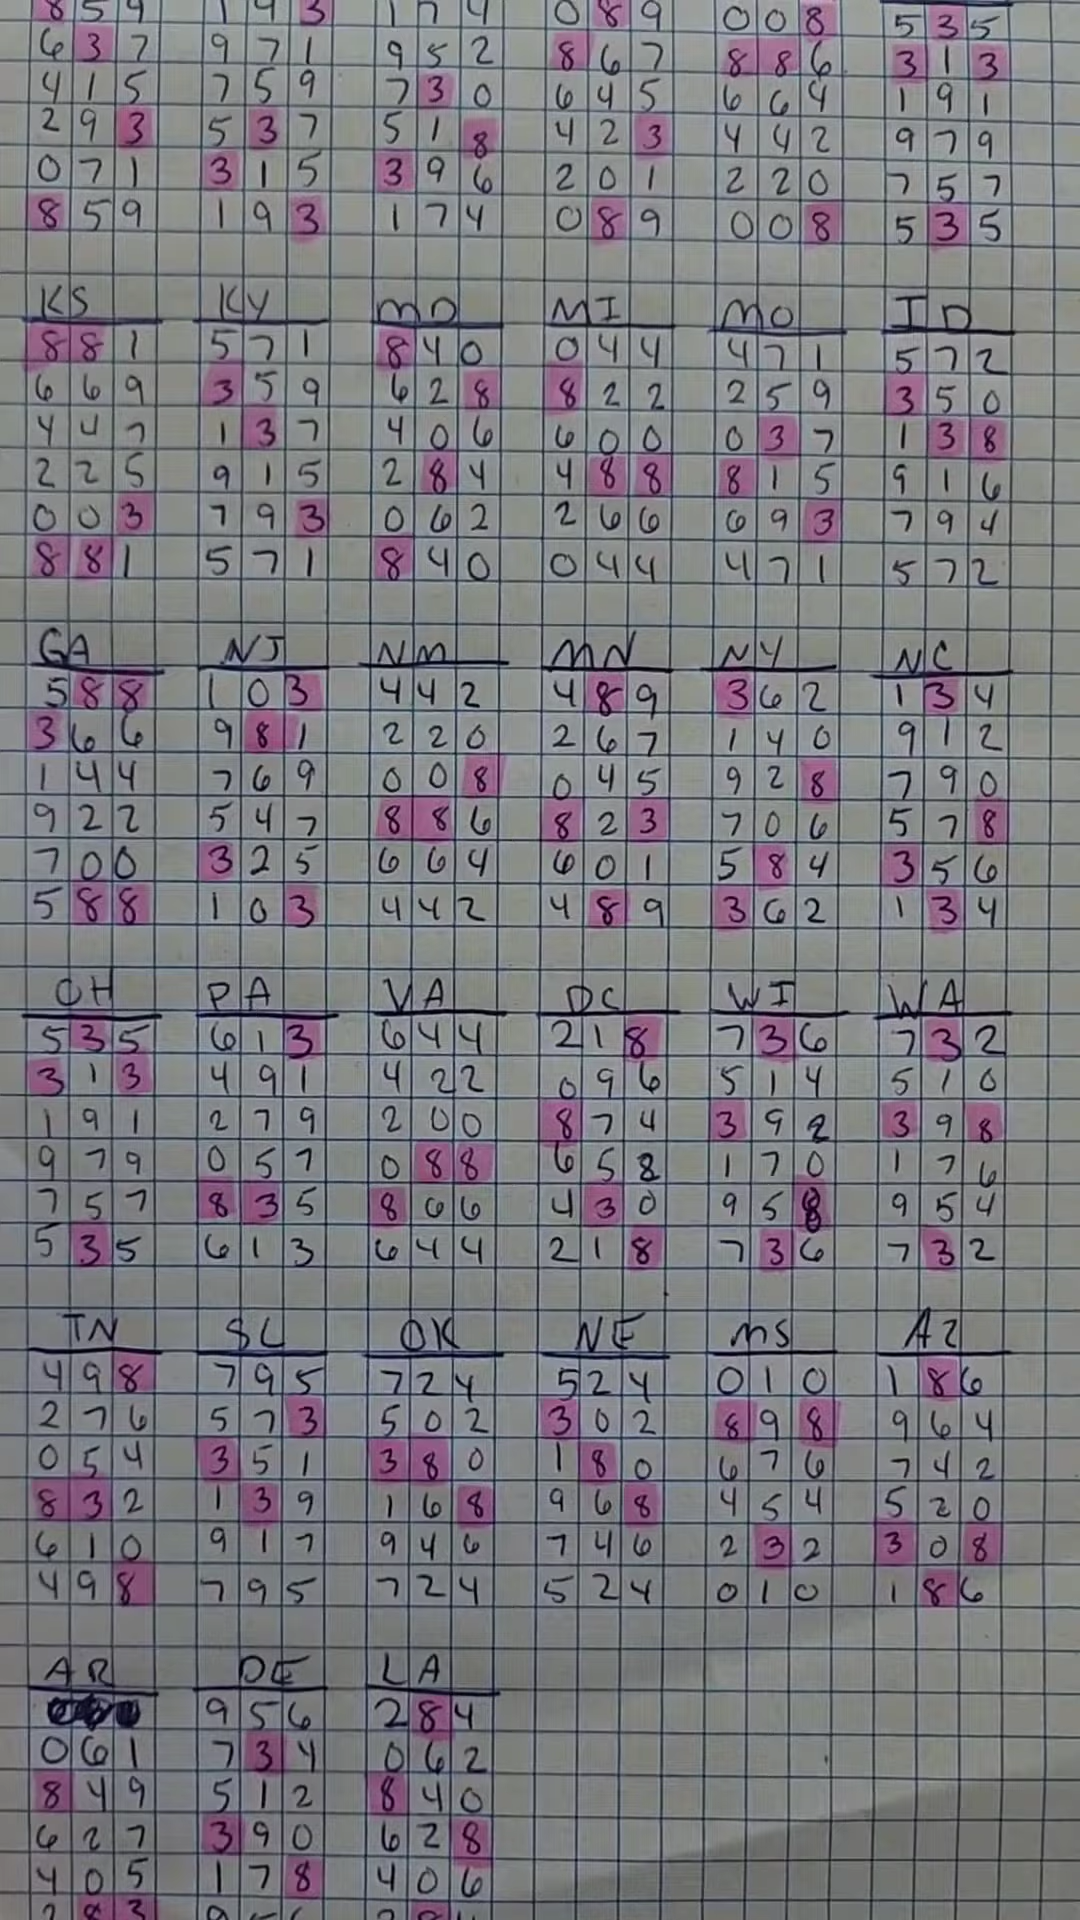 859 193 174 089 008 535
637 971 952 867 886 313
415 759 730 645 664 191
293 537 518 423 442 979
071 315 396 201 220 757
859 193 174 089 008 535
KS KY MD MI MO ID
881 571 840 044 471 572
669 359 628 822 259 350
447 137 406 600 037 138
225 915 284 488 815 916
003 793 062 266 693 794
881 571 840 044 471 572
GA NJ NM MN NY NC
588 103 442 489 362 134
366 981 220 267 140 912
144 769 008 045 928 790
922 547 886 823 706 578
700 325 664 601 584 356
588 103 442 489 362 134
OH PA VA DC WI WA
535 613 644 218 736 732
313 491 422 096 514 510
191 279 200 874 392 398
979 057 088 652 170 176
757 835 866 430 958 954
535 613 644 218 736 732
TN SC OK NE MS AZ
498 795 724 524 010 186
276 573 502 302 898 964
054 351 380 180 676 742
832 139 168 968 454 520
610 917 946 746 232 308
498 795 724 524 010 186
AR DE LA
956 284
061 734 062
849 512 840
627 390 628
405 178 406
283 956 284